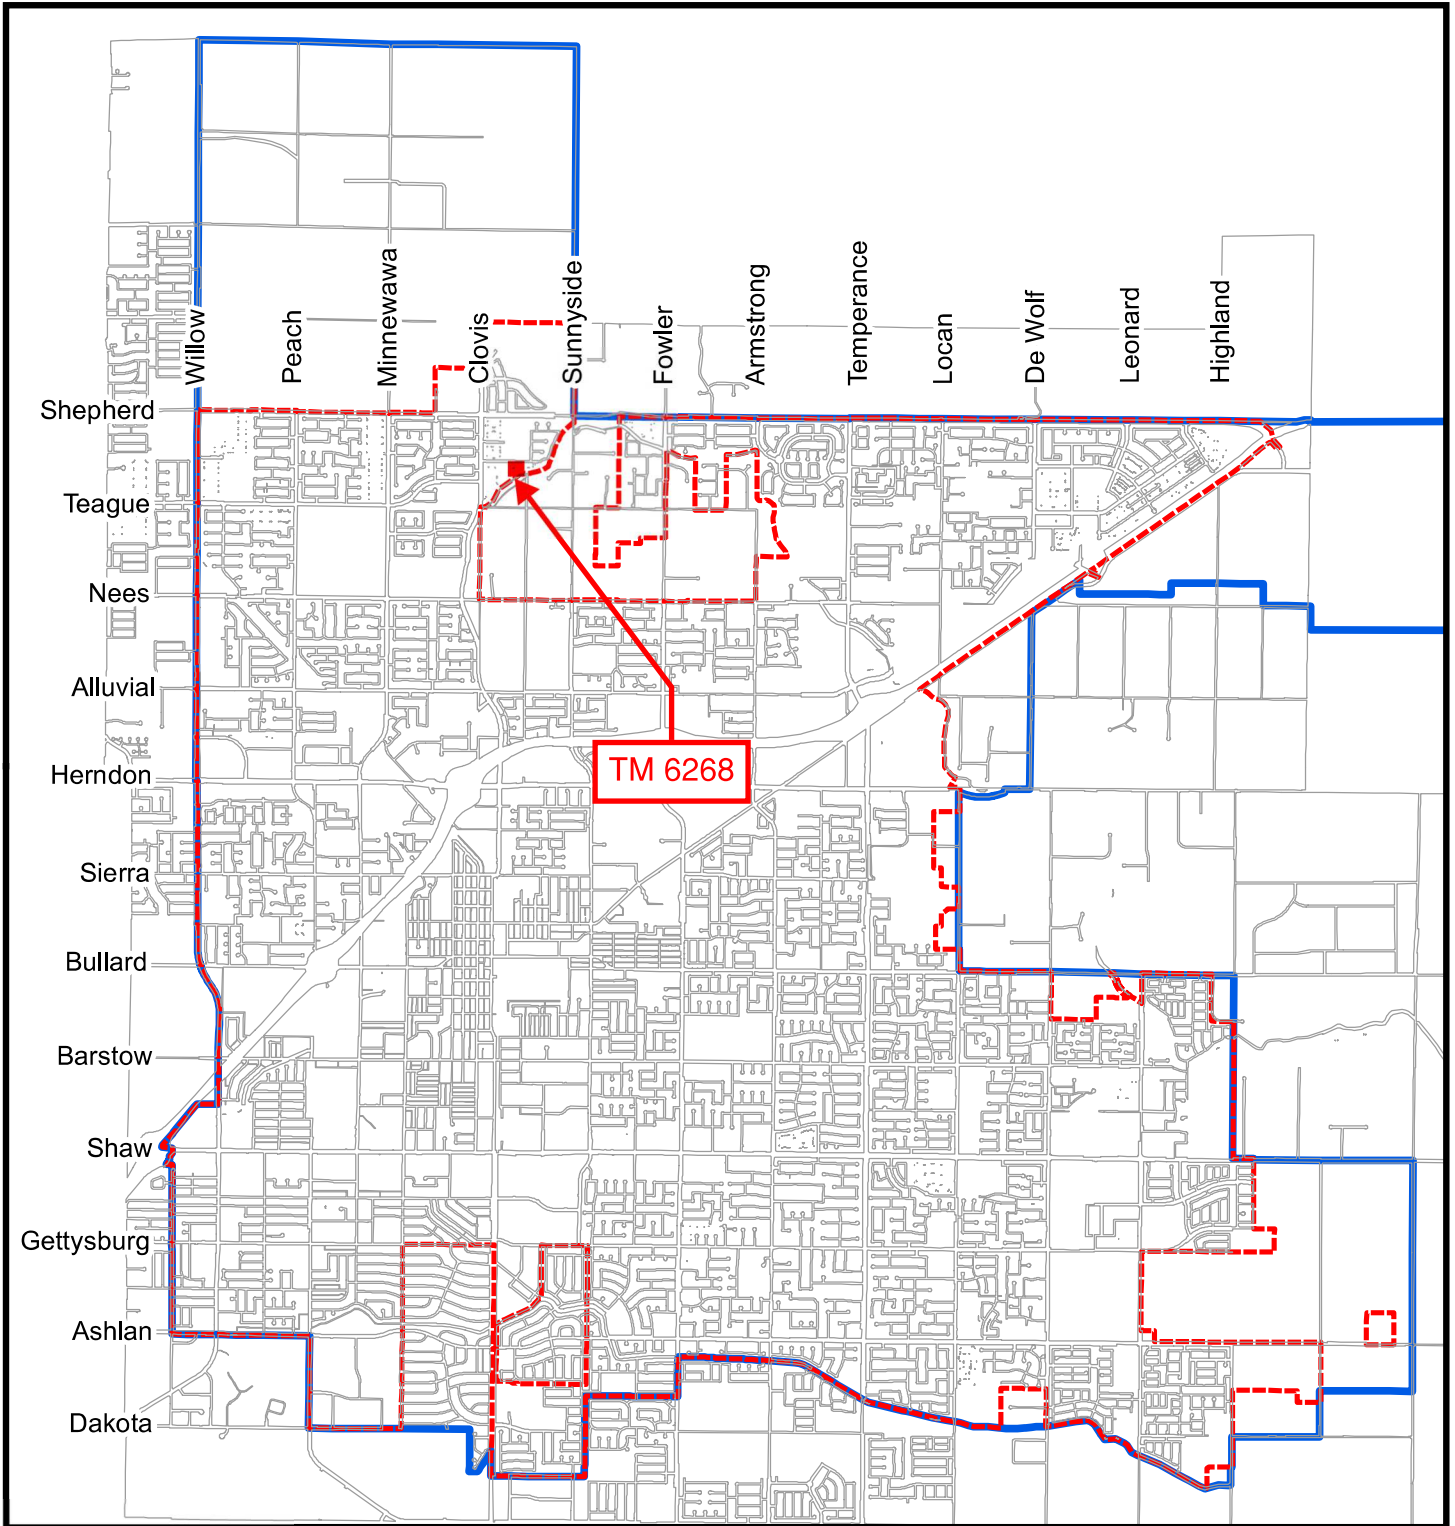 Willow
Peach
Minnewawa
Clovis
Sunnyside
Fowler
Armstrong
Temperance
Locan
De Wolf
Leonard
Highland
Shepherd
Teague
Nees
Alluvial
Herndon
TM 6268
Sierra
Bullard
Barstow
Shaw
Gettysburg
Ashlan
Dakota